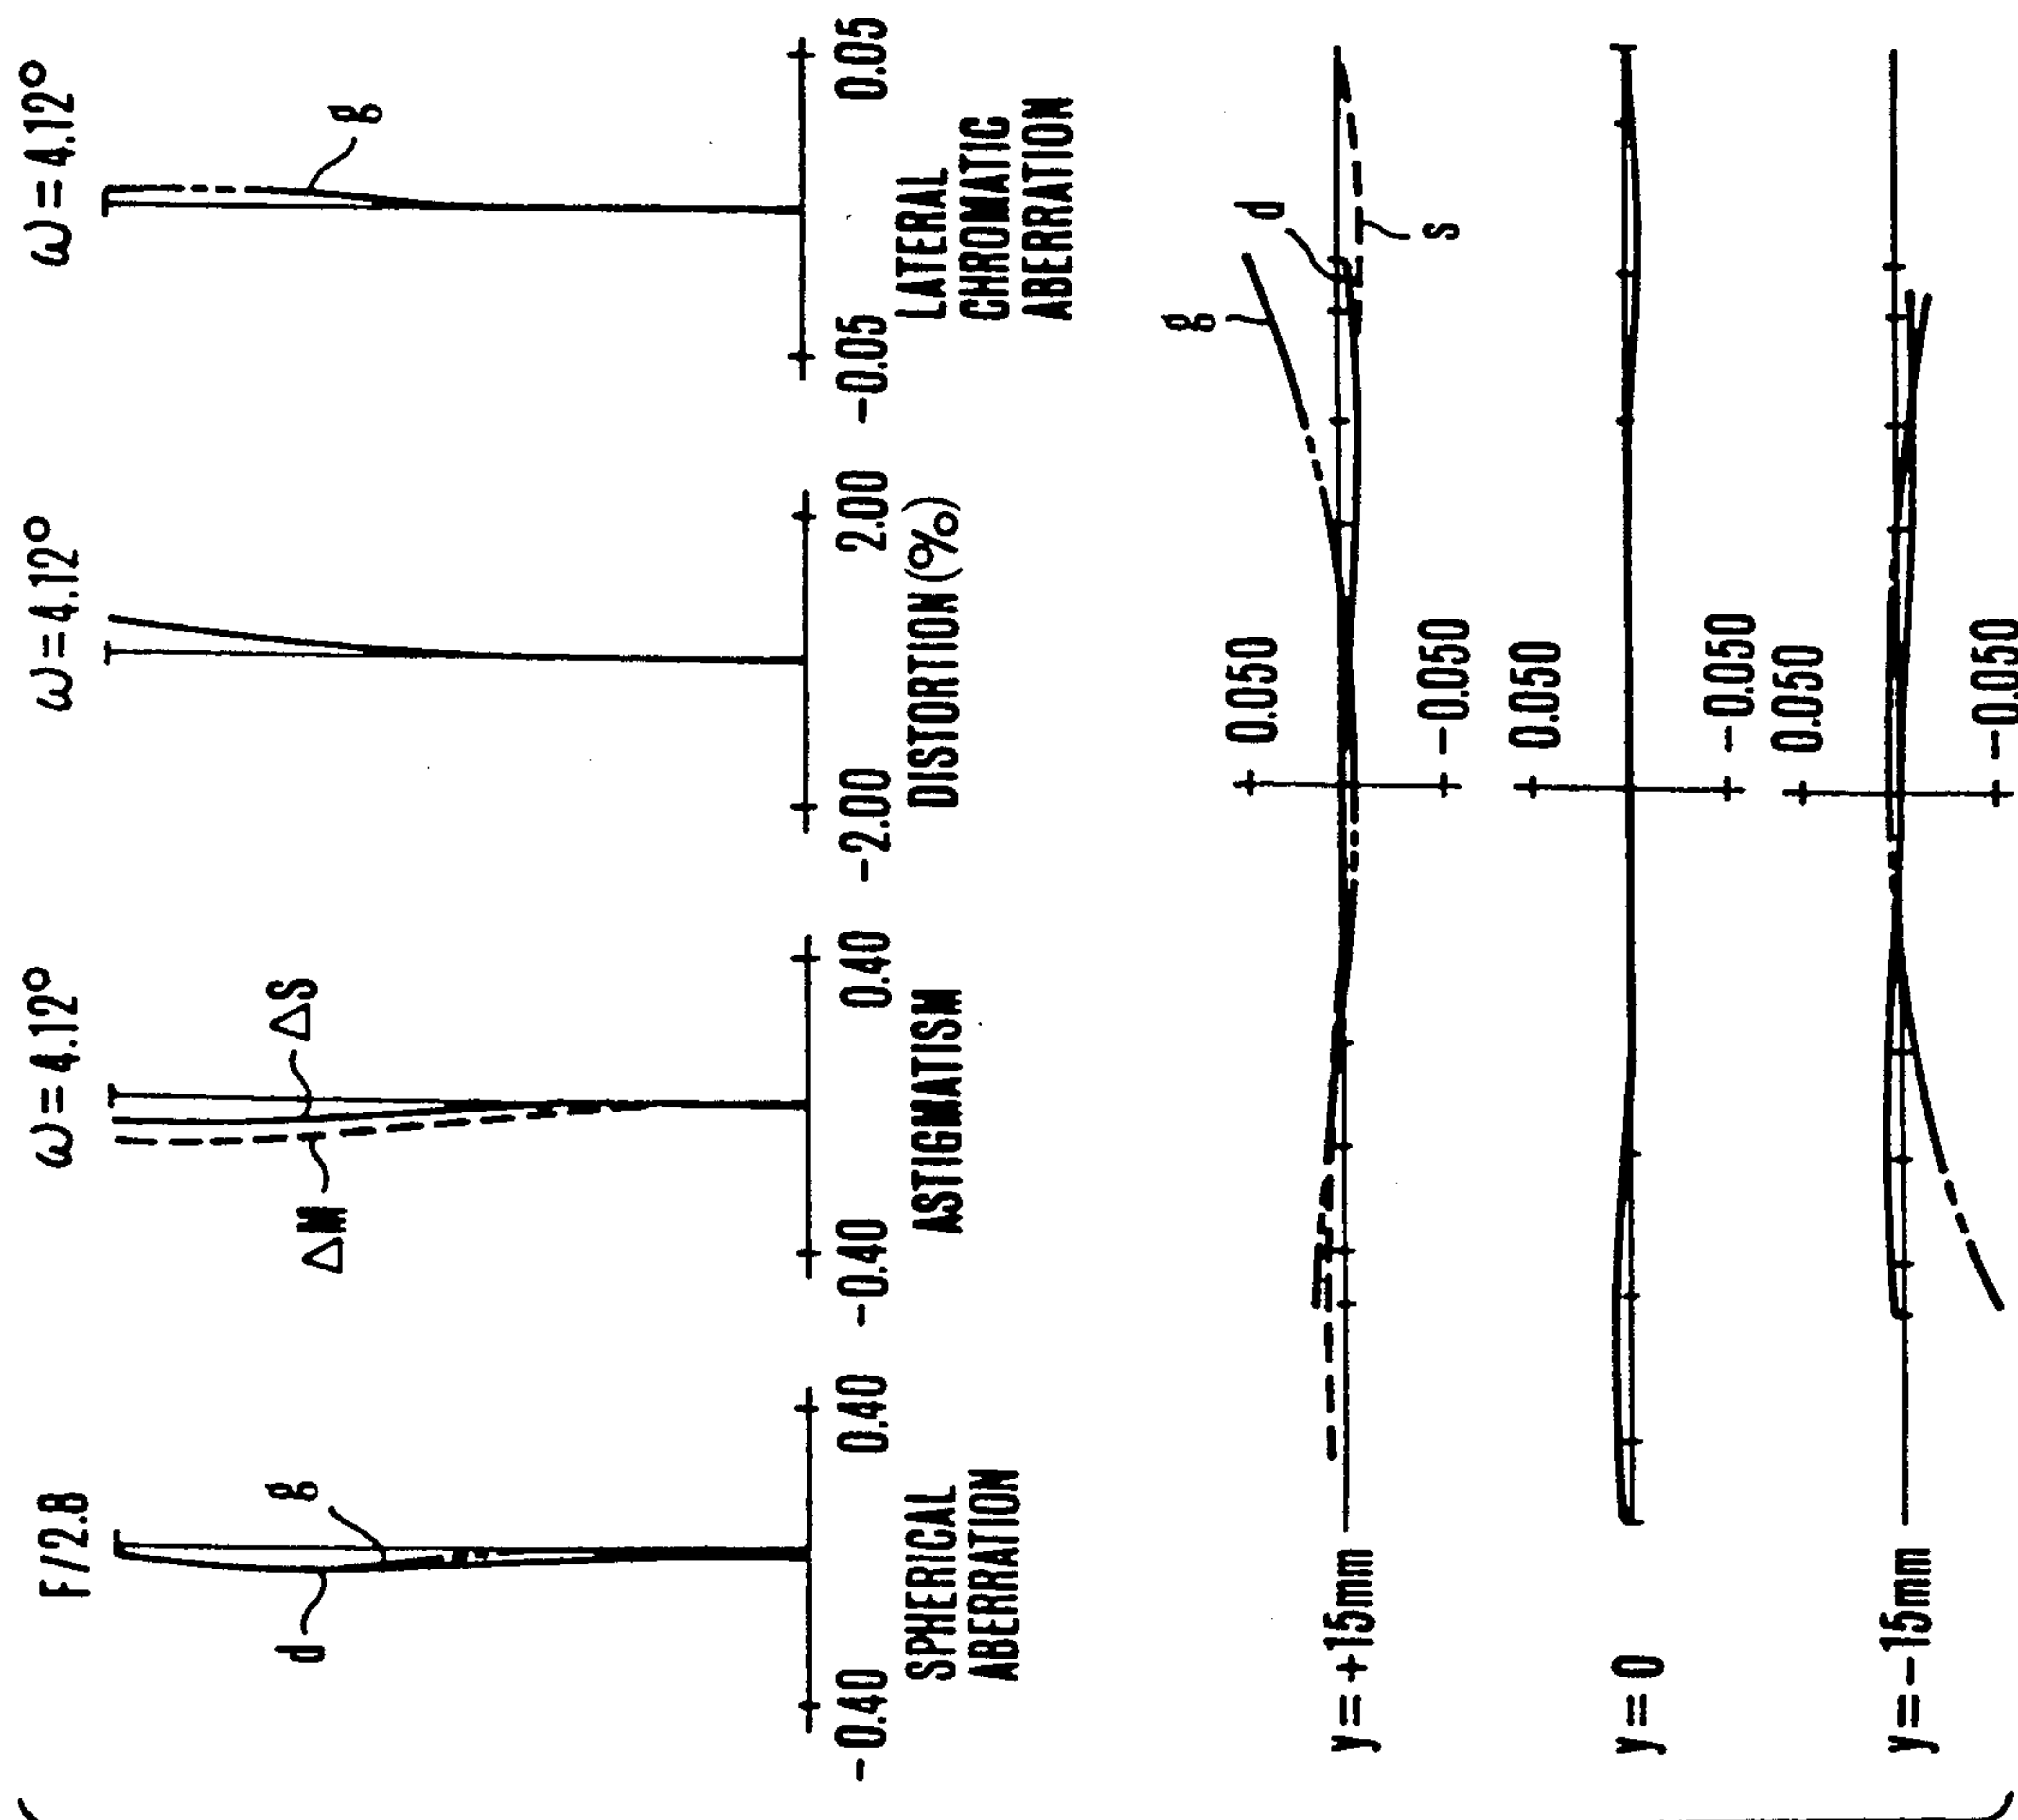 F/2.8
d
g
-0.40
0.40
SPHERICAL
ABERRATION
ω=4.12°
ΔM
ΔS
-0.40
0.40
ASTIGMATISM
ω=4.12°
-2.00
2.00
DISTORTION (%)
ω=4.12°
g
-0.05
0.05
LATERAL
CHROMATIC
ABERRATION
y=+15mm
0.050
-0.050
g
d
s
y=0
0.050
-0.050
y=-15mm
0.050
-0.050